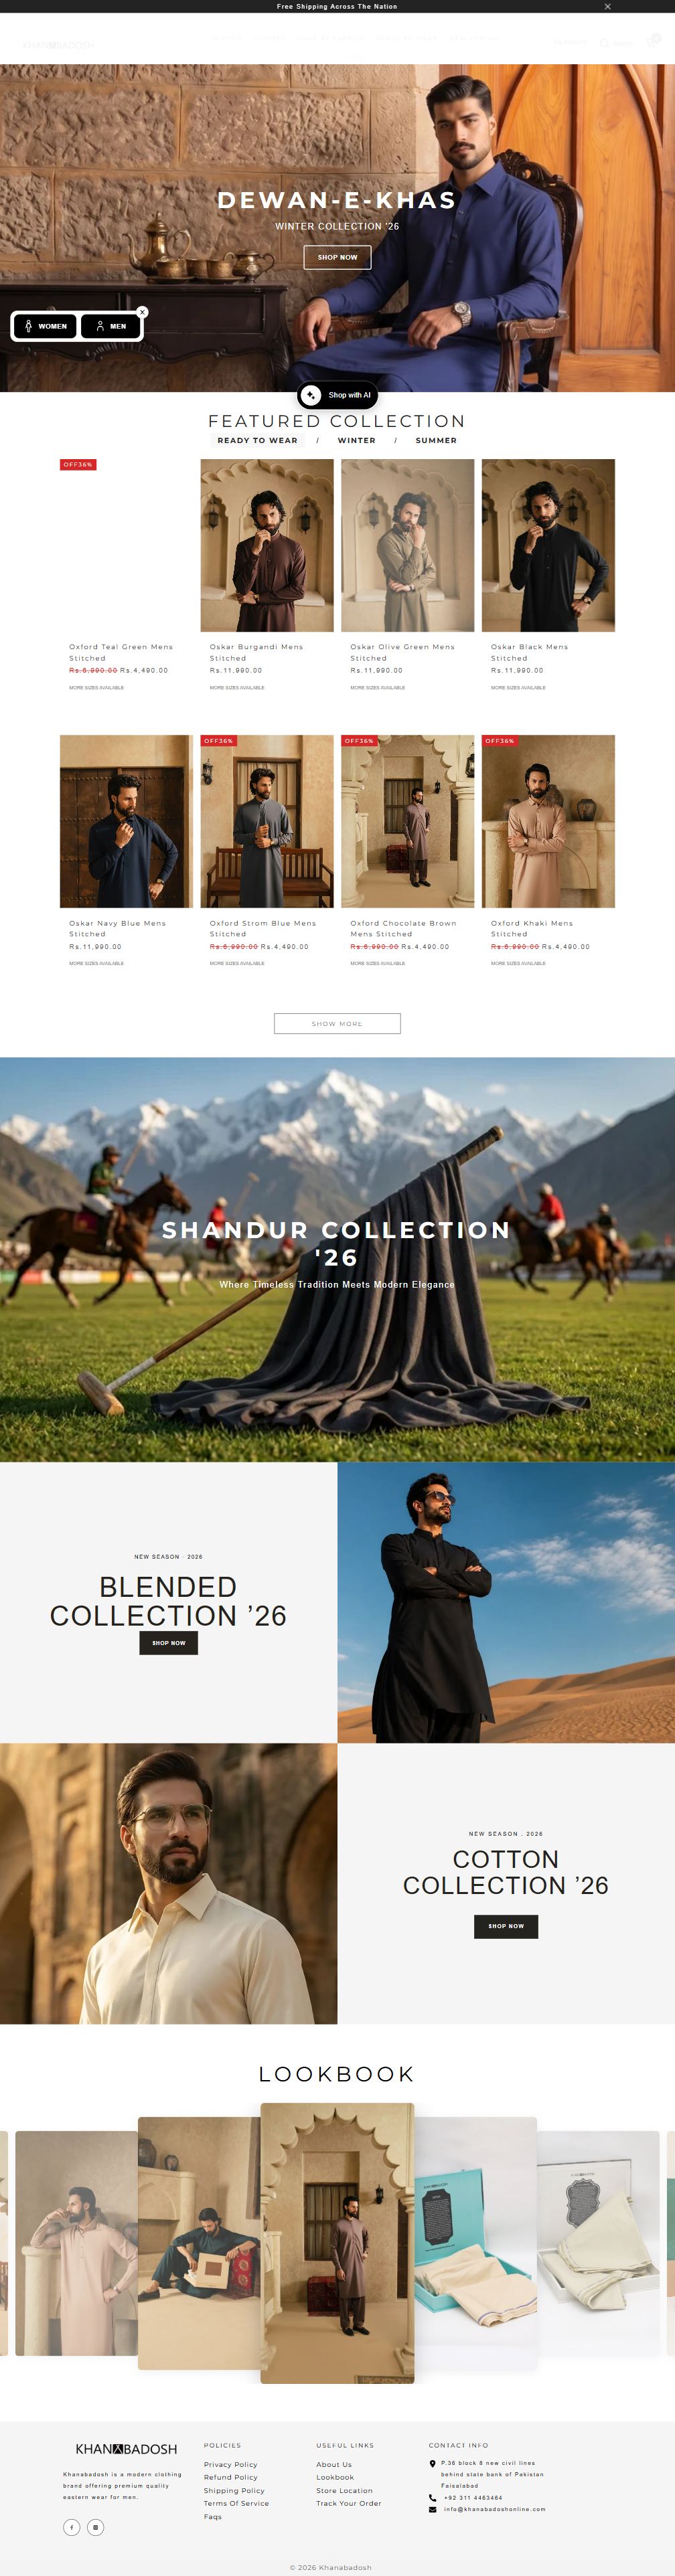 Free Shipping Across The Nation
KHANABADOSH
DEWAN-E-KHAS
WINTER COLLECTION '26
SHOP NOW
WOMEN
MEN
X
Shop with AI
FEATURED COLLECTION
READY TO WEAR / WINTER / SUMMER
OFF36%
Oxford Teal Green Mens
Stitched
Rs.6,990.00 Rs.4,490.00
MORE SIZES AVAILABLE
Oskar Burgandi Mens
Stitched
Rs.11,990.00
MORE SIZES AVAILABLE
Oskar Olive Green Mens
Stitched
Rs.11,990.00
MORE SIZES AVAILABLE
Oskar Black Mens
Stitched
Rs.11,990.00
MORE SIZES AVAILABLE
Oskar Navy Blue Mens
Stitched
Rs.11,990.00
MORE SIZES AVAILABLE
OFF36%
Oxford Strom Blue Mens
Stitched
Rs.6,990.00 Rs.4,490.00
MORE SIZES AVAILABLE
OFF36%
Oxford Chocolate Brown
Mens Stitched
Rs.6,990.00 Rs.4,490.00
MORE SIZES AVAILABLE
OFF36%
Oxford Khaki Mens
Stitched
Rs.6,990.00 Rs.4,490.00
MORE SIZES AVAILABLE
SHOW MORE
SHANDUR COLLECTION
'26
Where Timeless Tradition Meets Modern Elegance
NEW SEASON · 2026
BLENDED
COLLECTION ’26
SHOP NOW
NEW SEASON . 2026
COTTON
COLLECTION ’26
SHOP NOW
LOOKBOOK
KHANABADOSH
Khanabadosh is a modern clothing
brand offering premium quality
eastern wear for men.
POLICIES
Privacy Policy
Refund Policy
Shipping Policy
Terms Of Service
Faqs
USEFUL LINKS
About Us
Lookbook
Store Location
Track Your Order
CONTACT INFO
P.36 block 8 new civil lines
behind state bank of Pakistan
Faisalabad
+92 311 4463464
info@khanabadoshonline.com
© 2026 Khanabadosh